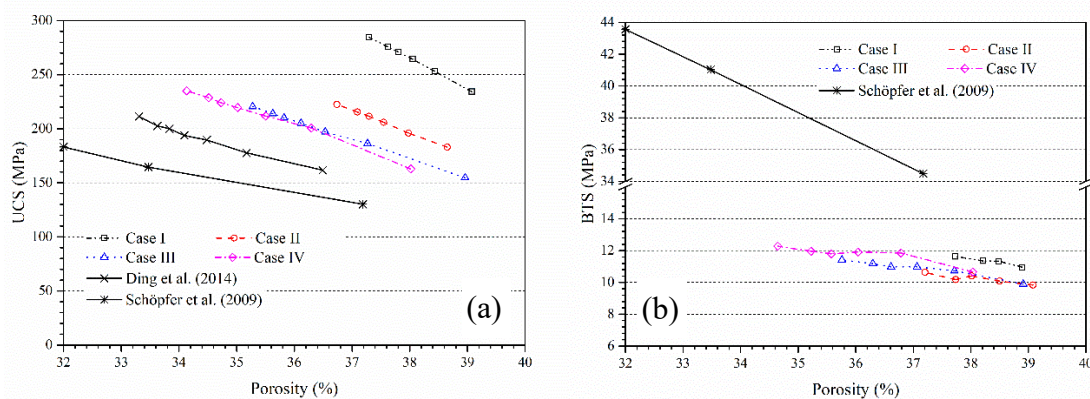 300
250
200
150
100
50
0
UCS (MPa)
Case I
Case II
Case III
Case IV
Ding et al. (2014)
Schöpfer et al. (2009)
(a)
32 33 34 35 36 37 38 39 40
Porosity (%)
44
42
40
38
36
34
12
10
8
6
BTS (MPa)
Case I
Case II
Case III
Case IV
Schöpfer et al. (2009)
(b)
32 33 34 35 36 37 38 39 40
Porosity (%)